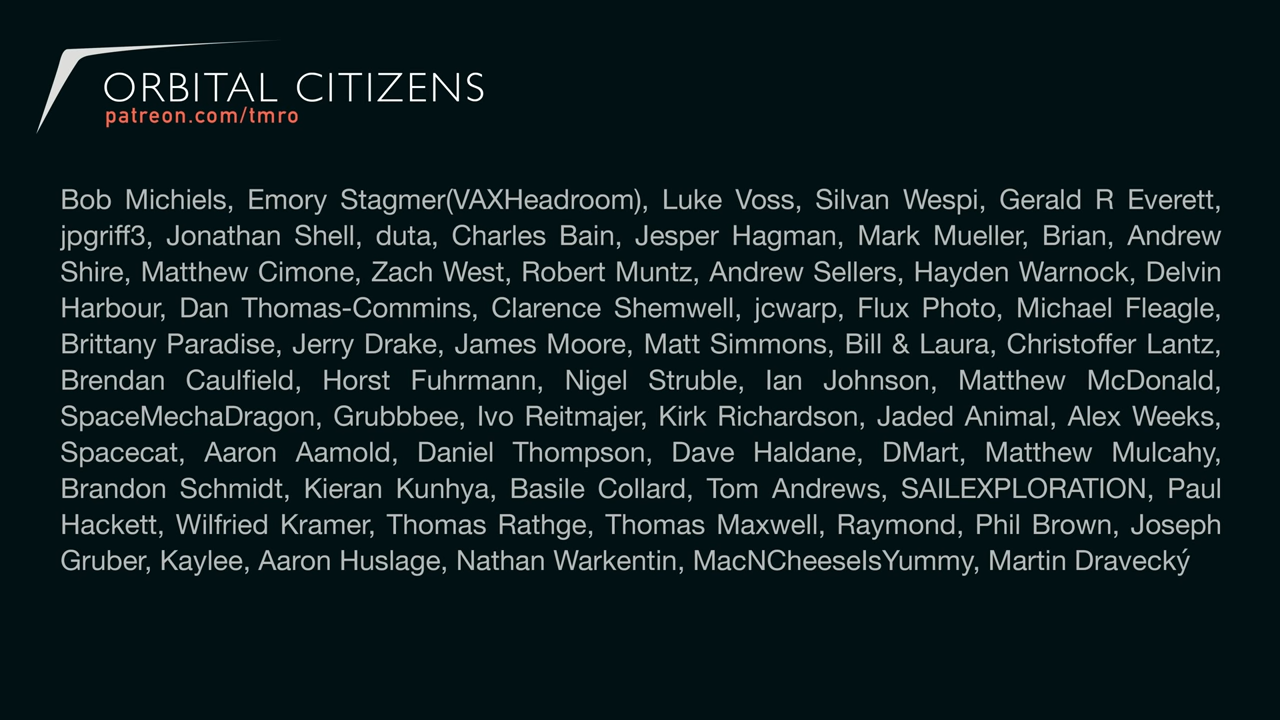 ORBITAL CITIZENS
patreon.com/tmro
Bob Michiels, Emory Stagmer(VAXHeadroom), Luke Voss, Silvan Wespi, Gerald R Everett,
jpgriff3, Jonathan Shell, duta, Charles Bain, Jesper Hagman, Mark Mueller, Brian, Andrew
Shire, Matthew Cimone, Zach West, Robert Muntz, Andrew Sellers, Hayden Warnock, Delvin
Harbour, Dan Thomas-Commins, Clarence Shemwell, jcwarp, Flux Photo, Michael Fleagle,
Brittany Paradise, Jerry Drake, James Moore, Matt Simmons, Bill & Laura, Christoffer Lantz,
Brendan Caulfield, Horst Fuhrmann, Nigel Struble, Ian Johnson, Matthew McDonald,
SpaceMechaDragon, Grubbbee, Ivo Reitmajer, Kirk Richardson, Jaded Animal, Alex Weeks,
Spacecat, Aaron Aamold, Daniel Thompson, Dave Haldane, DMart, Matthew Mulcahy,
Brandon Schmidt, Kieran Kunhya, Basile Collard, Tom Andrews, SAILEXPLORATION, Paul
Hackett, Wilfried Kramer, Thomas Rathge, Thomas Maxwell, Raymond, Phil Brown, Joseph
Gruber, Kaylee, Aaron Huslage, Nathan Warkentin, MacNCheeseIsYummy, Martin Dravecký